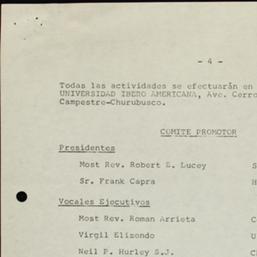 - 4 -
Todas las actividades se efectuarán en
UNIVERSIDAD IBERO AMERICANA, Ave. Cerro
Campestre-Churubusco.
COMITE PROMOTOR
Presidentes
Most Rev. Robert E. Lucey S
Sr. Frank Capra H
Vocales Ejecutivos
Most Rev. Roman Arrieta C
Virgil Elizondo U
Neil P. Hurley S.J. C